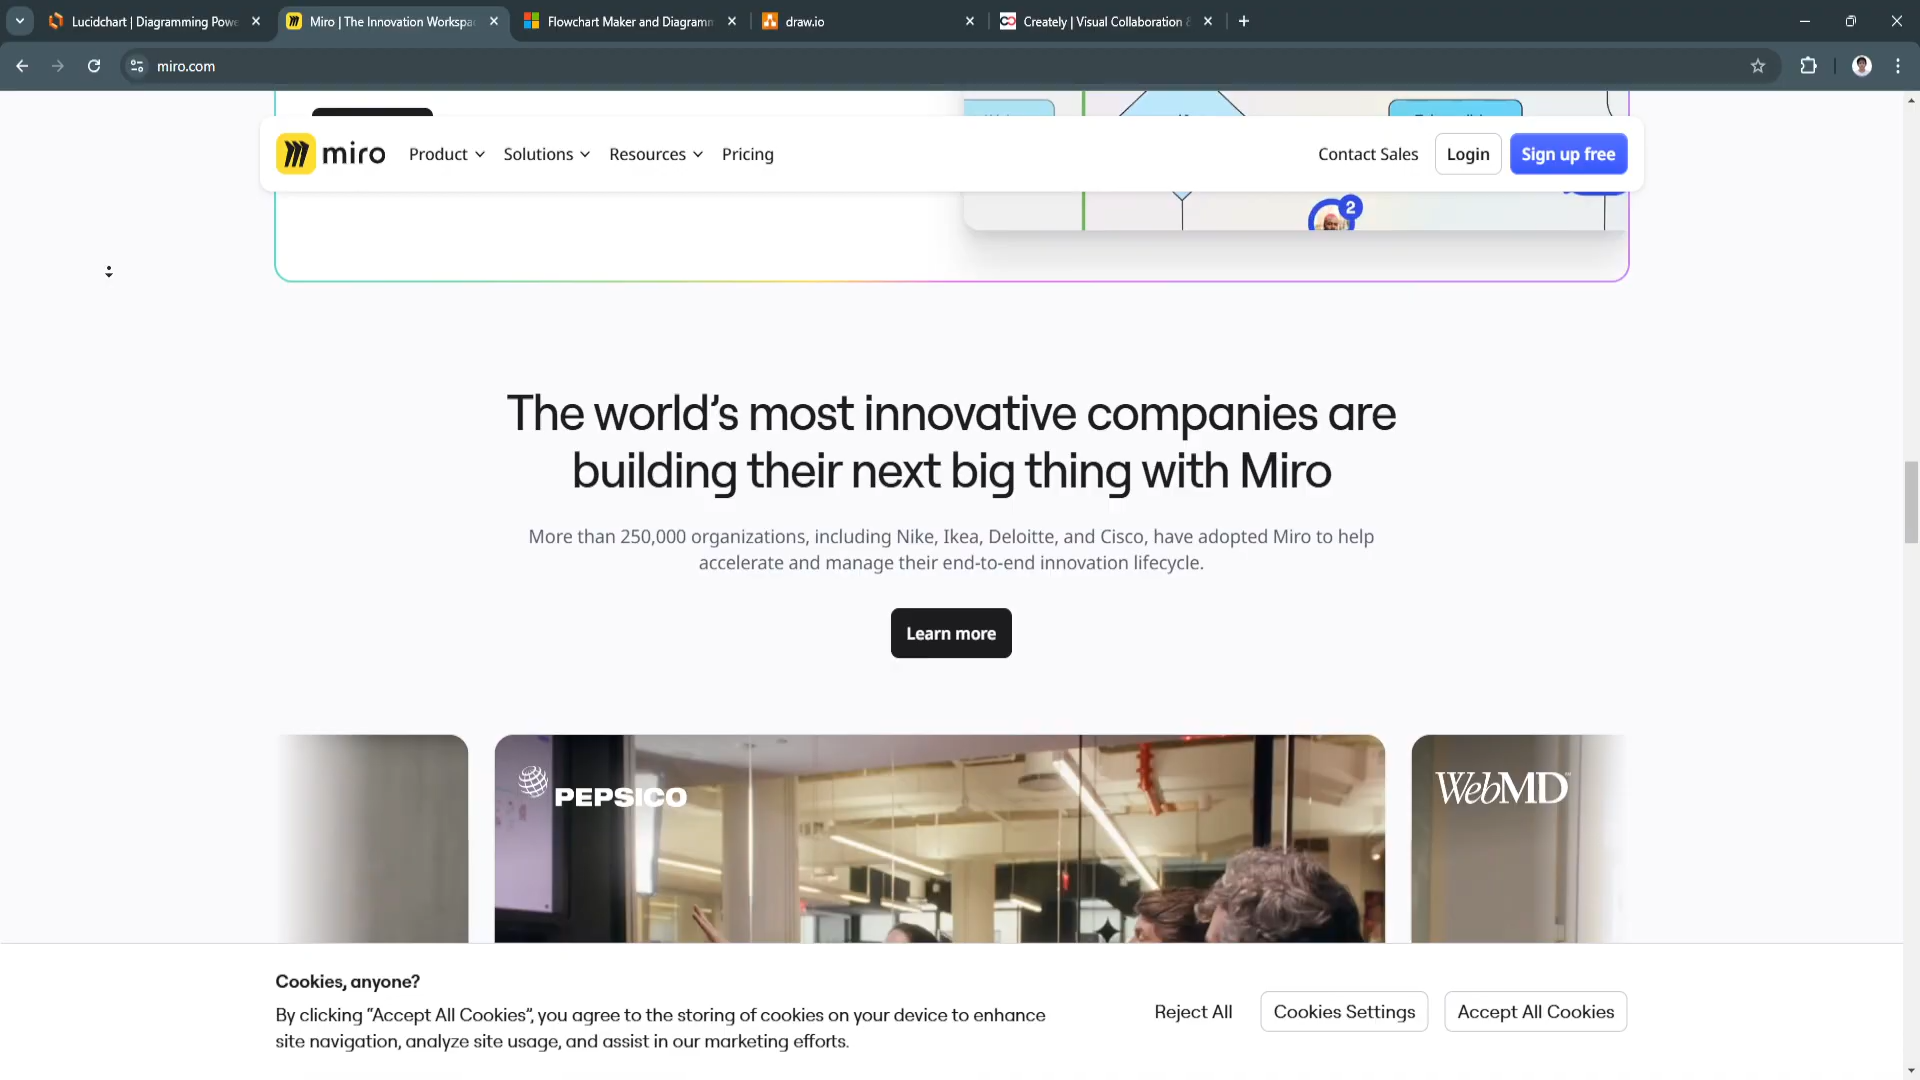 Lucidchart | Diagramming Powe
Miro | The Innovation Workspa
Flowchart Maker and Diagramm
draw.io
Creately | Visual Collaboration &
miro.com
miro
Product
Solutions
Resources
Pricing
Contact Sales
Login
Sign up free
2
The world's most innovative companies are
building their next big thing with Miro
More than 250,000 organizations, including Nike, Ikea, Deloitte, and Cisco, have adopted Miro to help
accelerate and manage their end-to-end innovation lifecycle.
Learn more
PEPSICO
WebMD
Cookies, anyone?
By clicking “Accept All Cookies”, you agree to the storing of cookies on your device to enhance
site navigation, analyze site usage, and assist in our marketing efforts.
Reject All
Cookies Settings
Accept All Cookies